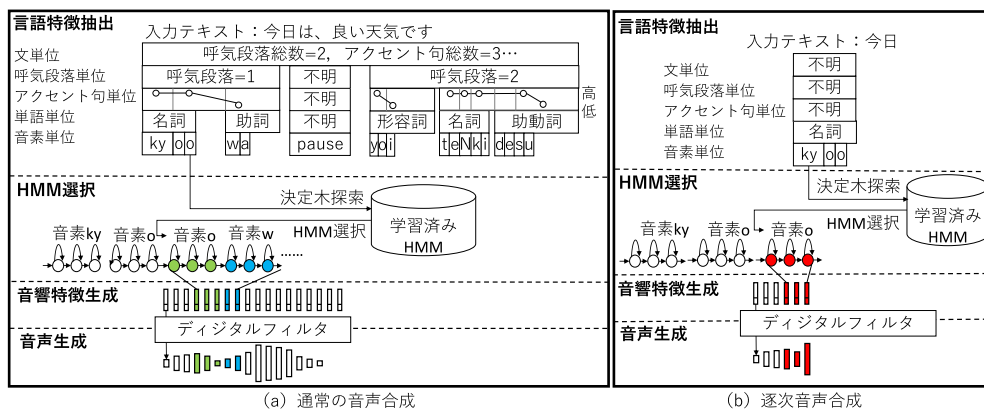 言語特徴抽出
入力テキスト：今日は、良い天気です
文単位
呼気段落総数=2，アクセント句総数=3…
呼気段落単位
呼気段落=1
不明
呼気段落=2
アクセント句単位
不明
高
低
単語単位
名詞
助詞
不明
形容詞
名詞
助動詞
音素単位
ky o o
w a
pause
y o i
t e N k i
d e s u
HMM選択
決定木探索
学習済み
HMM
HMM選択
音素ky
音素o
音素o
音素w
……
音響特徴生成
ディジタルフィルタ
音声生成
（a）通常の音声合成
言語特徴抽出
入力テキスト：今日
文単位
不明
呼気段落単位
不明
アクセント句単位
不明
単語単位
名詞
音素単位
ky o o
HMM選択
決定木探索
学習済み
HMM
HMM選択
音素ky
音素o
音素o
音響特徴生成
ディジタルフィルタ
音声生成
（b）逐次音声合成